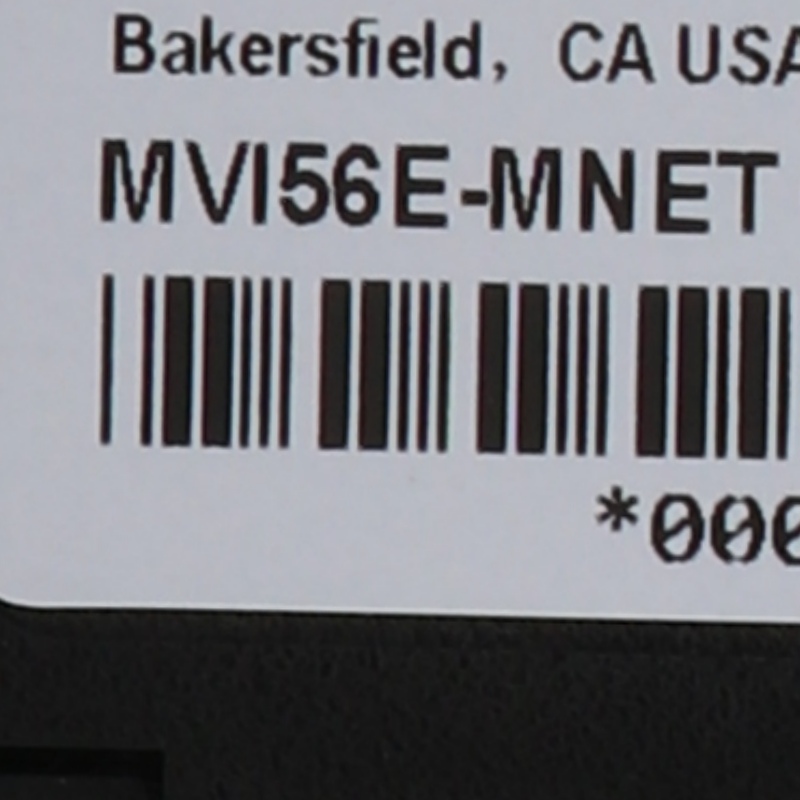 Bakersfield, CA USA
MVI56E-MNET
*000